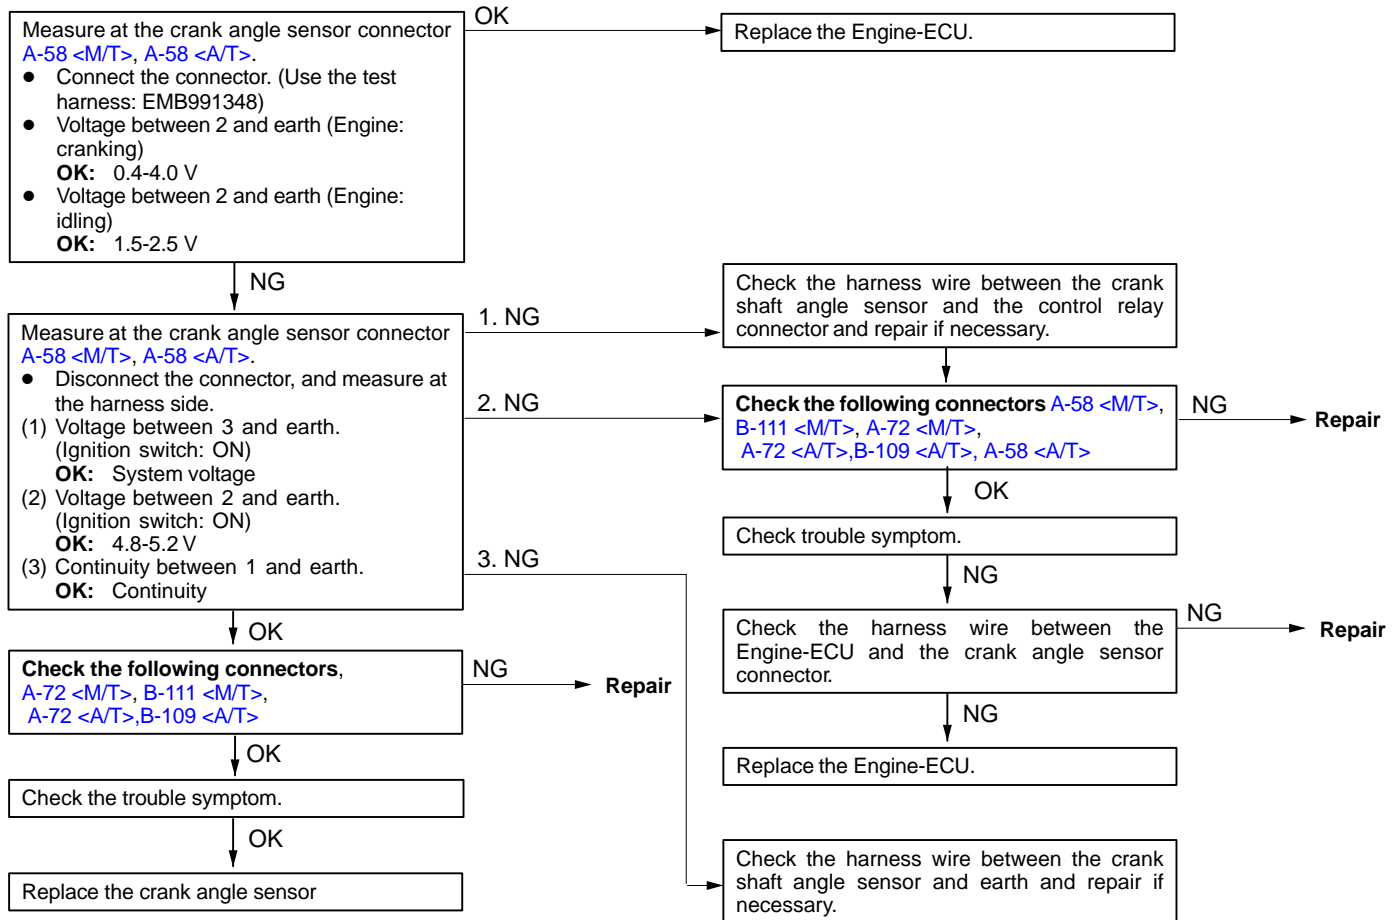 Measure at the crank angle sensor connector
A-58 <M/T>, A-58 <A/T>.
● Connect the connector. (Use the test
harness: EMB991348)
● Voltage between 2 and earth (Engine:
cranking)
OK: 0.4-4.0 V
● Voltage between 2 and earth (Engine:
idling)
OK: 1.5-2.5 V
OK
Replace the Engine-ECU.
NG
Measure at the crank angle sensor connector
A-58 <M/T>, A-58 <A/T>.
● Disconnect the connector, and measure at
the harness side.
(1) Voltage between 3 and earth.
(Ignition switch: ON)
OK: System voltage
(2) Voltage between 2 and earth.
(Ignition switch: ON)
OK: 4.8-5.2 V
(3) Continuity between 1 and earth.
OK: Continuity
1. NG
Check the harness wire between the crank
shaft angle sensor and the control relay
connector and repair if necessary.
2. NG
Check the following connectors A-58 <M/T>,
B-111 <M/T>, A-72 <M/T>,
A-72 <A/T>,B-109 <A/T>, A-58 <A/T>
NG
Repair
OK
Check trouble symptom.
NG
Check the harness wire between the
Engine-ECU and the crank angle sensor
connector.
NG
Repair
NG
Replace the Engine-ECU.
3. NG
Check the harness wire between the crank
shaft angle sensor and earth and repair if
necessary.
OK
Check the following connectors,
A-72 <M/T>, B-111 <M/T>,
A-72 <A/T>,B-109 <A/T>
NG
Repair
OK
Check the trouble symptom.
OK
Replace the crank angle sensor